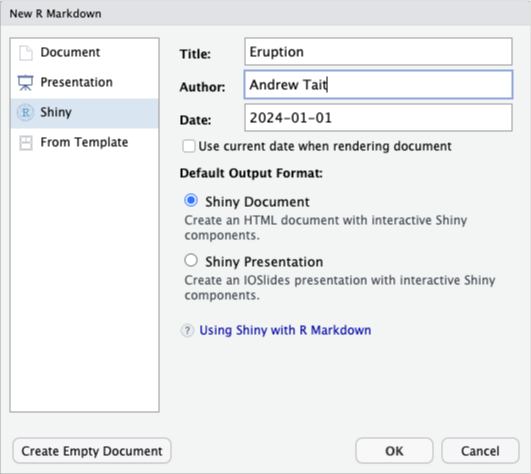 New R Markdown
Document
Presentation
R Shiny
From Template
Title: Eruption
Author: Andrew Tait
Date: 2024-01-01
Use current date when rendering document
Default Output Format:
Shiny Document
Create an HTML document with interactive Shiny
components.
Shiny Presentation
Create an IOSlides presentation with interactive Shiny
components.
? Using Shiny with R Markdown
Create Empty Document
OK
Cancel